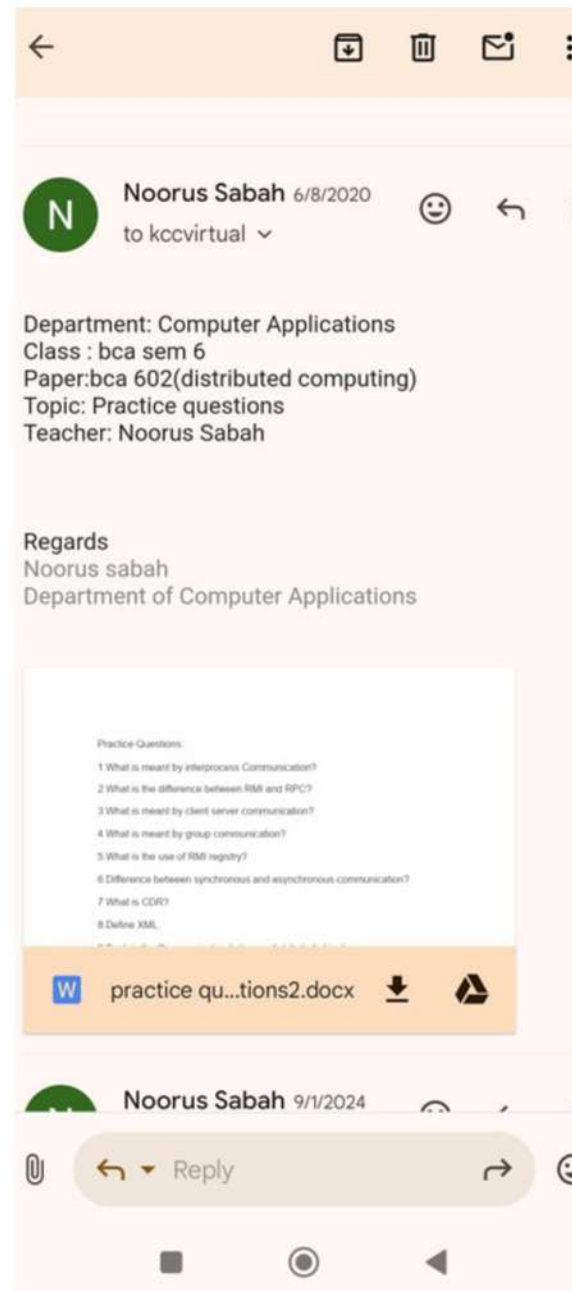 N
Noorus Sabah 6/8/2020
to kccvirtual
Department: Computer Applications
Class : bca sem 6
Paper:bca 602(distributed computing)
Topic: Practice questions
Teacher: Noorus Sabah
Regards
Noorus sabah
Department of Computer Applications
Practice Questions:
1 What is meant by interprocess Communication?
2 What is the difference between RMI and RPC?
3 What is meant by client server communication?
4 What is meant by group communication?
5.What is the use of RMI registry?
6 Difference between synchronous and asynchronous communication?
7 What is CDR?
8.Define XML.
W practice qu...tions2.docx
Noorus Sabah 9/1/2024
Reply